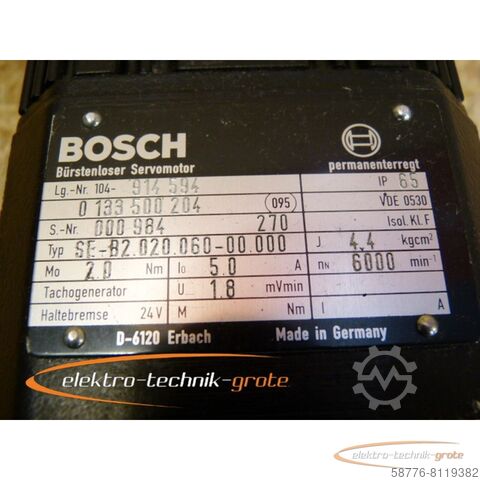 BOSCH
Bürstenloser Servomotor
permanenterregt
Lg.-Nr. 104- 914 594 IP 65
0 133 500 204 095 VDE 0530
S.-Nr. 000 984 270 Isol.Kl.F
Typ SE-B2.020.060-00.000 J 4.4 kgcm²
Mo 2.0 Nm Io 5.0 A nN 6000 min⁻¹
Tachogenerator U 1.8 mVmin
Haltebremse 24V M Nm I A
D-6120 Erbach Made in Germany
elektro-technik-grote.
elektro-technik-grote.
58776-8119382